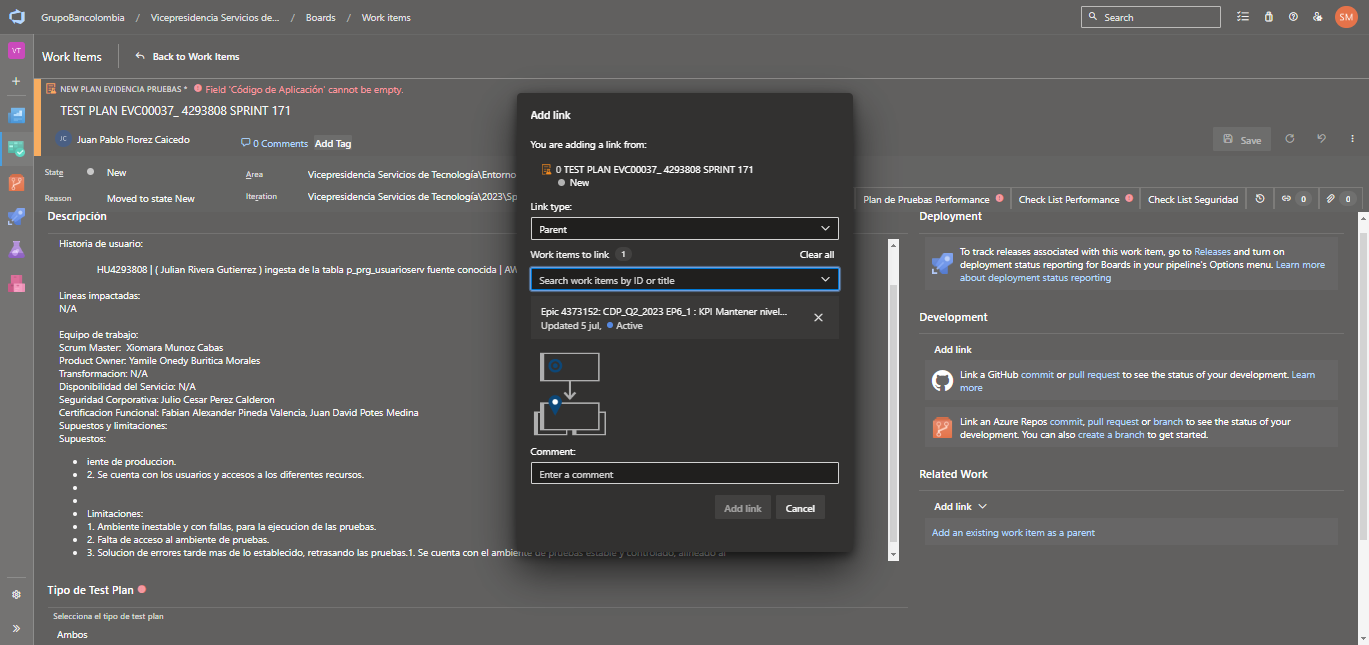 GrupoBancolombia / Vicepresidencia Servicios de... / Boards / Work items
Search
SM
VT
Work Items
Back to Work Items
NEW PLAN EVIDENCIA PRUEBAS * Field 'Código de Aplicación' cannot be empty.
TEST PLAN EVC00037_ 4293808 SPRINT 171
JC Juan Pablo Florez Caicedo
0 Comments
Add Tag
Save
State New
Reason Moved to state New
Area Vicepresidencia Servicios de Tecnología\Entorno
Iteration Vicepresidencia Servicios de Tecnología\2023\Sp
Plan de Pruebas Performance
Check List Performance
Check List Seguridad
0
0
Descripción
Historia de usuario:
HU4293808 | ( Julian Rivera Gutierrez ) ingesta de la tabla p_prg_usuarioserv fuente conocida | AW
Lineas impactadas:
N/A
Equipo de trabajo:
Scrum Master: Xiomara Munoz Cabas
Product Owner: Yamile Onedy Buritica Morales
Transformacion: N/A
Disponibilidad del Servicio: N/A
Seguridad Corporativa: Julio Cesar Perez Calderon
Certificacion Funcional: Fabian Alexander Pineda Valencia, Juan David Potes Medina
Supuestos y limitaciones:
Supuestos:
iente de produccion.
2. Se cuenta con los usuarios y accesos a los diferentes recursos.
Limitaciones:
1. Ambiente inestable y con fallas, para la ejecucion de las pruebas.
2. Falta de acceso al ambiente de pruebas.
3. Solucion de errores tarde mas de lo establecido, retrasando las pruebas.1. Se cuenta con el ambiente de pruebas estable y controlado, alineado al
Tipo de Test Plan
Selecciona el tipo de test plan
Ambos
Add link
You are adding a link from:
0 TEST PLAN EVC00037_ 4293808 SPRINT 171
New
Link type:
Parent
Work items to link 1
Clear all
Search work items by ID or title
Epic 4373152: CDP_Q2_2023 EP6_1 : KPI Mantener nivel...
Updated 5 jul, Active
Comment:
Enter a comment
Add link
Cancel
Deployment
To track releases associated with this work item, go to Releases and turn on
deployment status reporting for Boards in your pipeline's Options menu. Learn more
about deployment status reporting
Development
Add link
Link a GitHub commit or pull request to see the status of your development. Learn
more
Link an Azure Repos commit, pull request or branch to see the status of your
development. You can also create a branch to get started.
Related Work
Add link
Add an existing work item as a parent